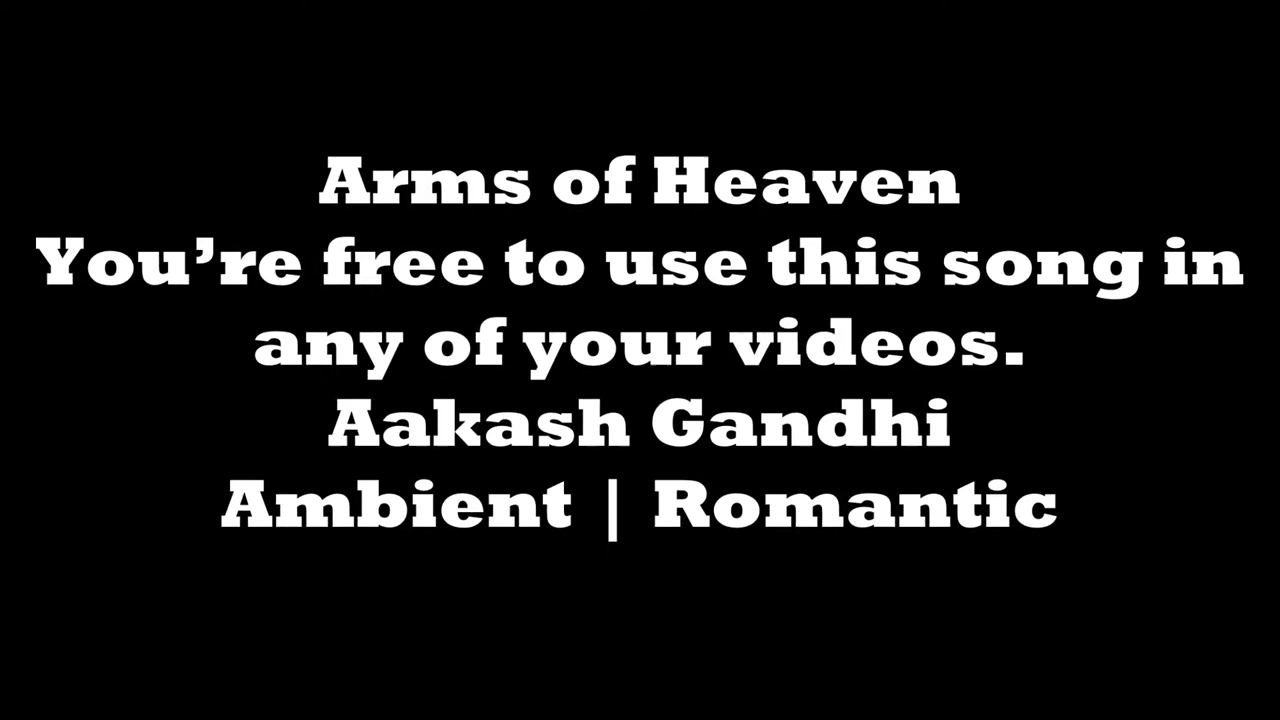 Arms of Heaven
You’re free to use this song in
any of your videos.
Aakash Gandhi
Ambient | Romantic